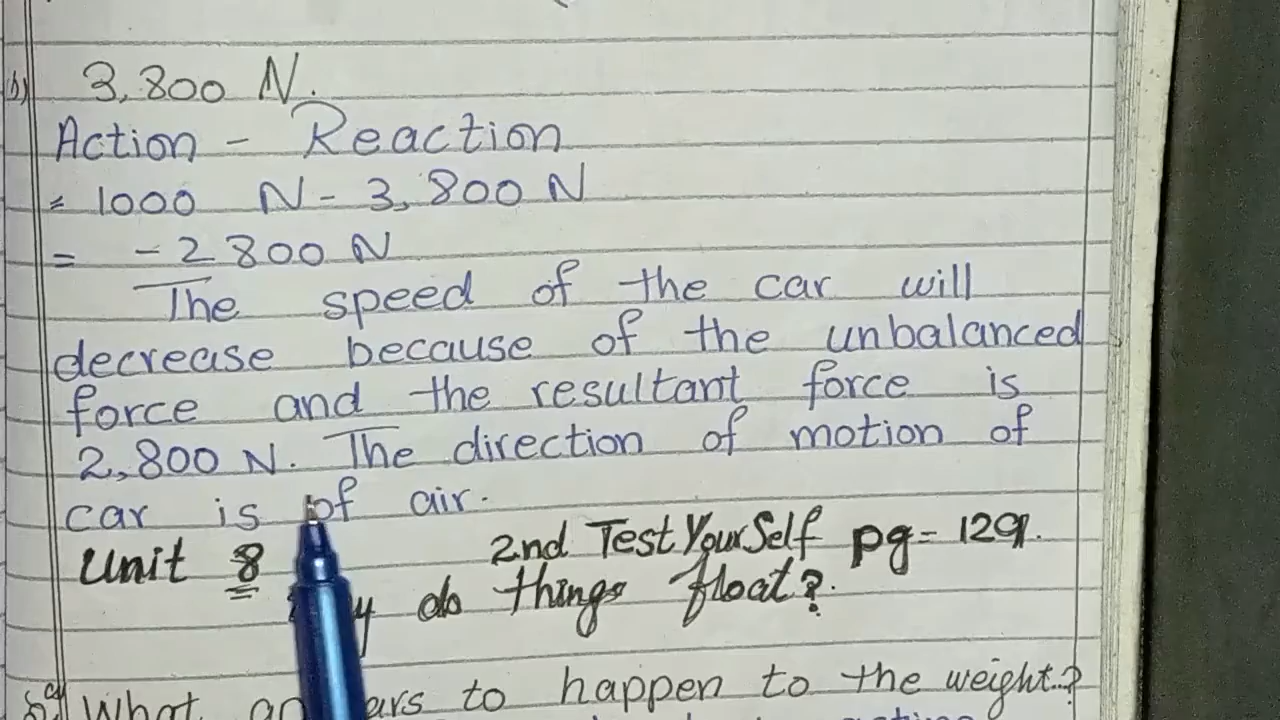 b) 3,800 N.
Action - Reaction
= 1000 N - 3,800 N
= - 2 800 N
The speed of the car will
decrease because of the unbalanced
force and the resultant force is
2,800 N. The direction of motion of
car is of air.
Unit 8 2nd Test YourSelf pg = 129.
do things float?
a) What to happen to the weight?